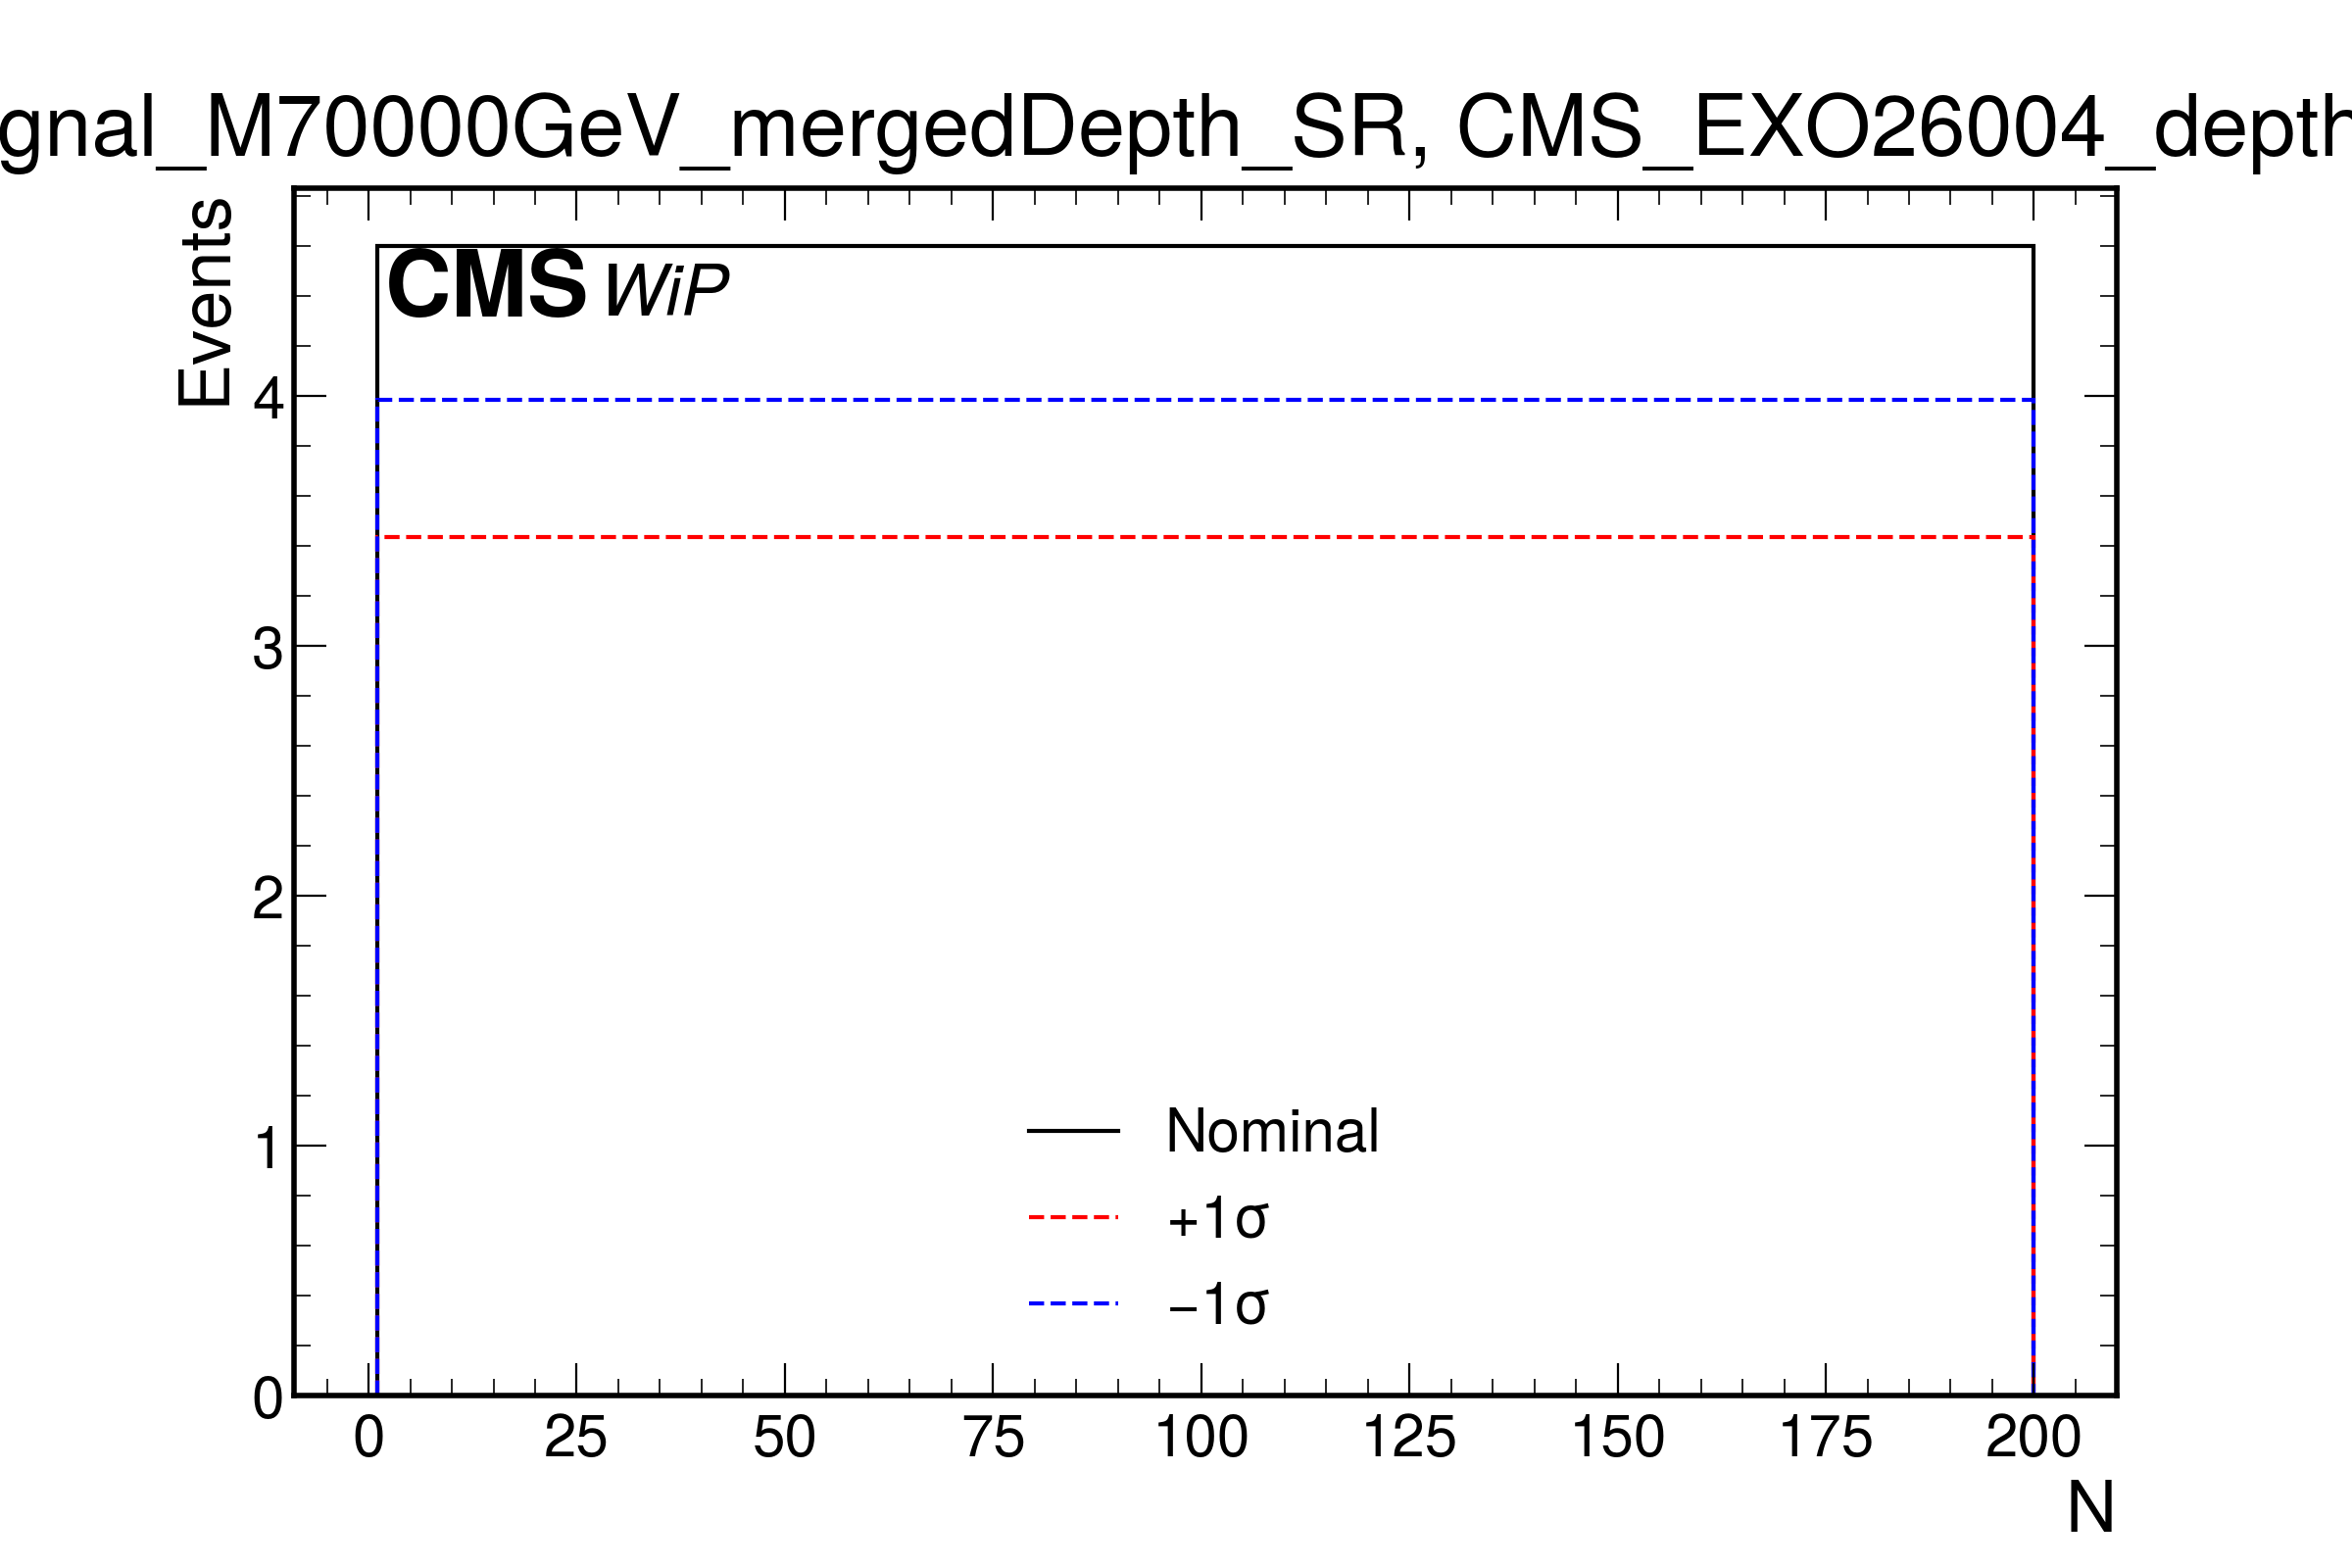 gnal_M70000GeV_mergedDepth_SR, CMS_EXO26004_depth
Events
CMS WiP
4
3
2
1
0
Nominal
+1σ
−1σ
0 25 50 75 100 125 150 175 200
N